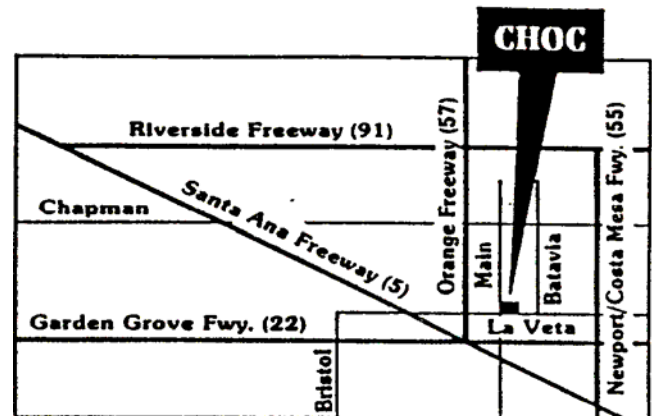 CHOC
Riverside Freeway (91)
Orange Freeway (57)
Newport/Costa Mesa Fwy. (55)
Santa Ana Freeway (5)
Chapman
Main
Batavia
Garden Grove Fwy. (22)
La Veta
Bristol